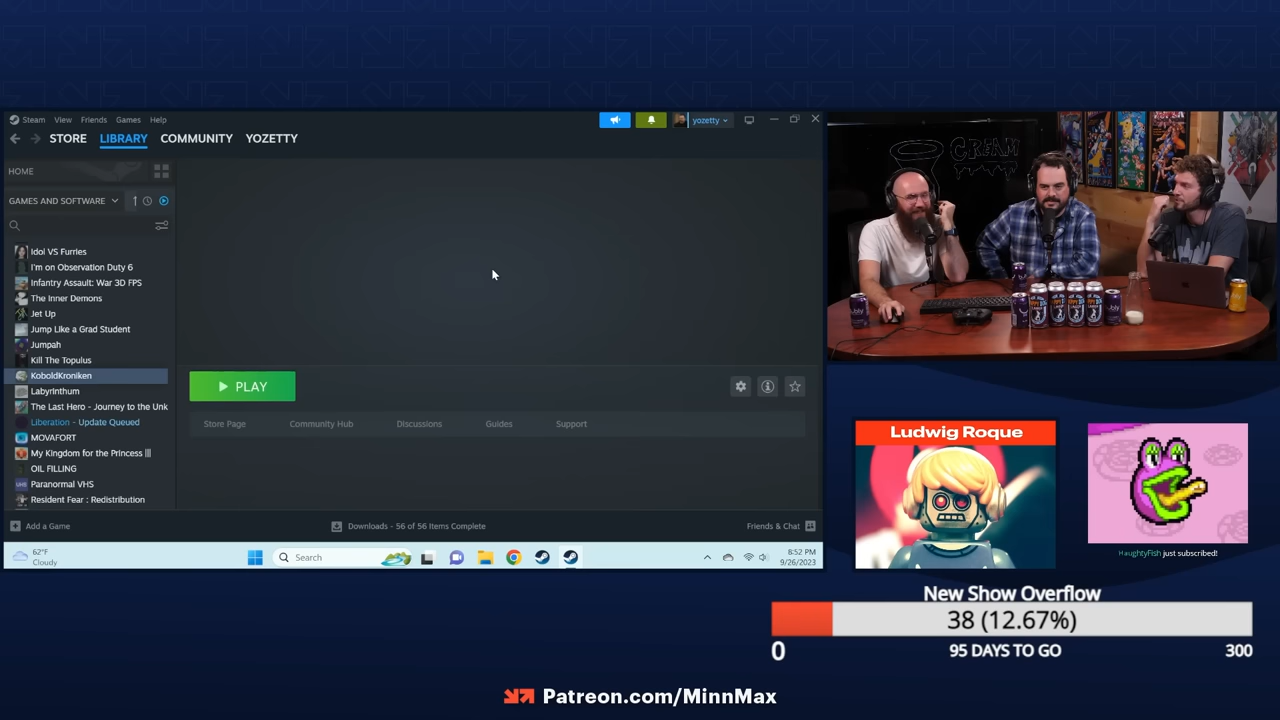 Steam View Friends Games Help
yozetty
STORE LIBRARY COMMUNITY YOZETTY
HOME
GAMES AND SOFTWARE
Idol VS Furries
I'm on Observation Duty 6
Infantry Assault: War 3D FPS
The Inner Demons
Jet Up
Jump Like a Grad Student
Jumpah
Kill The Topulus
KoboldKroniken
Labyrinthum
The Last Hero - Journey to the Unk
Liberation - Update Queued
MOVAFORT
My Kingdom for the Princess III
OIL FILLING
Paranormal VHS
Resident Fear : Redistribution
PLAY
Store Page Community Hub Discussions Guides Support
Add a Game
Downloads - 56 of 56 Items Complete
Friends & Chat
62°F
Cloudy
Search
8:52 PM
9/26/2023
CREAM
Ludwig Roque
HaughtyFish just subscribed!
New Show Overflow
38 (12.67%)
0 95 DAYS TO GO 300
Patreon.com/MinnMax